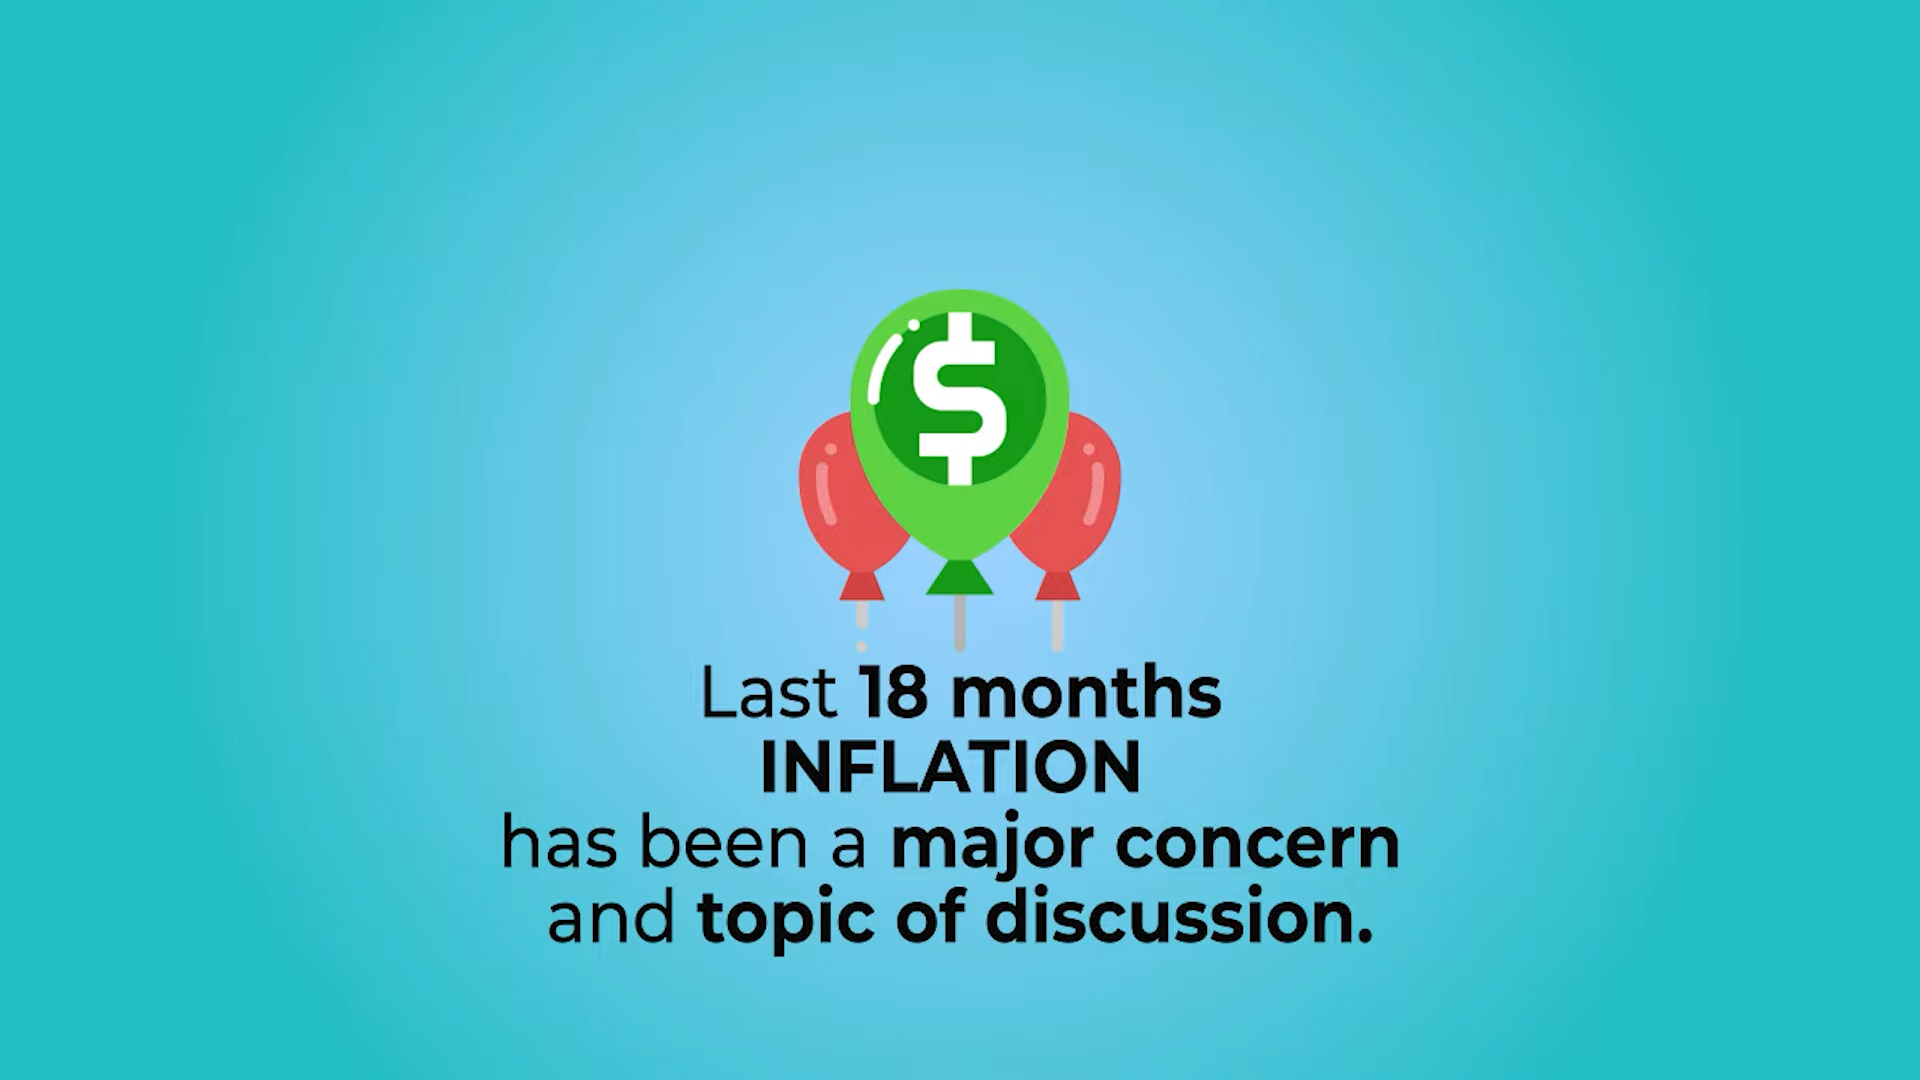 $
Last 18 months
INFLATION
has been a major concern
and topic of discussion.